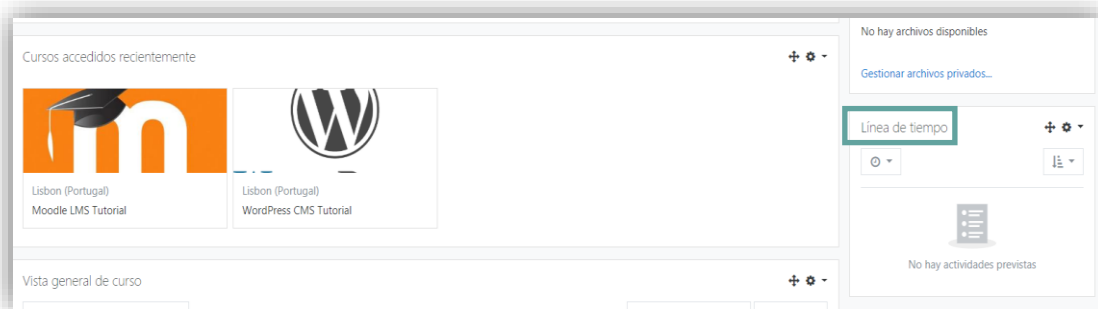 Cursos accedidos recientemente
Lisbon (Portugal)
Moodle LMS Tutorial
Lisbon (Portugal)
WordPress CMS Tutorial
Vista general de curso
No hay archivos disponibles
Gestionar archivos privados...
Línea de tiempo
No hay actividades previstas